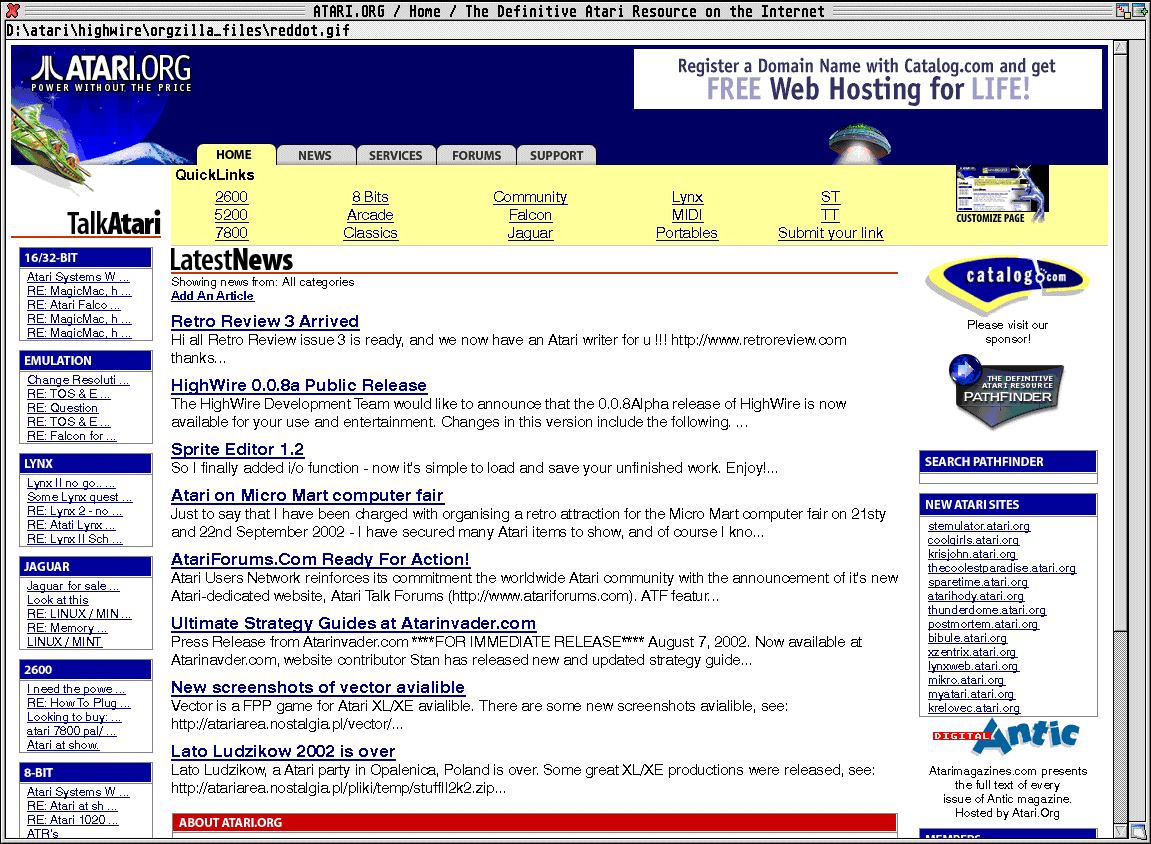 ATARI.ORG / Home / The Definitive Atari Resource on the Internet
D:\atari\highwire\orgzilla_files\reddot.gif
ATARI.ORG
POWER WITHOUT THE PRICE
Register a Domain Name with Catalog.com and get
FREE Web Hosting for LIFE!
HOME NEWS SERVICES FORUMS SUPPORT
QuickLinks
2600 8 Bits Community Lynx ST
5200 Arcade Falcon MIDI TT
7800 Classics Jaguar Portables Submit your link
CUSTOMIZE PAGE
TalkAtari
16/32-BIT
Atari Systems W ...
RE: MagicMac, h ...
RE: Atari Falco ...
RE: MagicMac, h ...
RE: MagicMac, h ...
EMULATION
Change Resoluti ...
RE: TOS & E ...
RE: Question
RE: TOS & E ...
RE: Falcon for ...
LYNX
Lynx II no go.. ...
Some Lynx quest ...
RE: Lynx 2 - no ...
RE: Atati Lynx ...
RE: Lynx II Sch ...
JAGUAR
Jaguar for sale ...
Look at this
RE: LINUX / MIN ...
RE: Memory ...
LINUX / MINT
2600
I need the powe ...
RE: How To Plug ...
Looking to buy: ...
atari 7800 pal/ ...
Atari at show.
8-BIT
Atari Systems W ...
RE: Atari at sh ...
RE: Atari 1020 ...
ATR's
LatestNews
Showing news from: All categories
Add An Article
Retro Review 3 Arrived
Hi all Retro Review issue 3 is ready, and we now have an Atari writer for u !!! http://www.retroreview.com
thanks...
HighWire 0.0.8a Public Release
The HighWire Development Team would like to announce that the 0.0.8Alpha release of HighWire is now
available for your use and entertainment. Changes in this version include the following. ...
Sprite Editor 1.2
So I finally added i/o function - now it's simple to load and save your unfinished work. Enjoy!...
Atari on Micro Mart computer fair
Just to say that I have been charged with organising a retro attraction for the Micro Mart computer fair on 21sty
and 22nd September 2002 - I have secured many Atari items to show, and of course I kno...
AtariForums.Com Ready For Action!
Atari Users Network reinforces its commitment the worldwide Atari community with the announcement of it's new
Atari-dedicated website, Atari Talk Forums (http://www.atariforums.com). ATF featur...
Ultimate Strategy Guides at Atarinvader.com
Press Release from Atarinvader.com ****FOR IMMEDIATE RELEASE**** August 7, 2002. Now available at
Atarinavder.com, website contributor Stan has released new and updated strategy guide...
New screenshots of vector avialible
Vector is a FPP game for Atari XL/XE avialible. There are some new screenshots avialible, see:
http://atariarea.nostalgia.pl/vector/...
Lato Ludzikow 2002 is over
Lato Ludzikow, a Atari party in Opalenica, Poland is over. Some great XL/XE productions were released, see:
http://atariarea.nostalgia.pl/pliki/temp/stuffll2k2.zip...
ABOUT ATARI.ORG
catalog.com
Please visit our
sponsor!
THE DEFINITIVE
ATARI RESOURCE
PATHFINDER
SEARCH PATHFINDER
NEW ATARI SITES
stemulator.atari.org
coolgirls.atari.org
krisjohn.atari.org
thecoolestparadise.atari.org
sparetime.atari.org
atarihody.atari.org
thunderdome.atari.org
postmortem.atari.org
bibule.atari.org
xzentrix.atari.org
lynxweb.atari.org
mikro.atari.org
myatari.atari.org
krelovec.atari.org
DIGITAL Antic
Atarimagazines.com presents
the full text of every
issue of Antic magazine.
Hosted by Atari.Org
MEMBERS